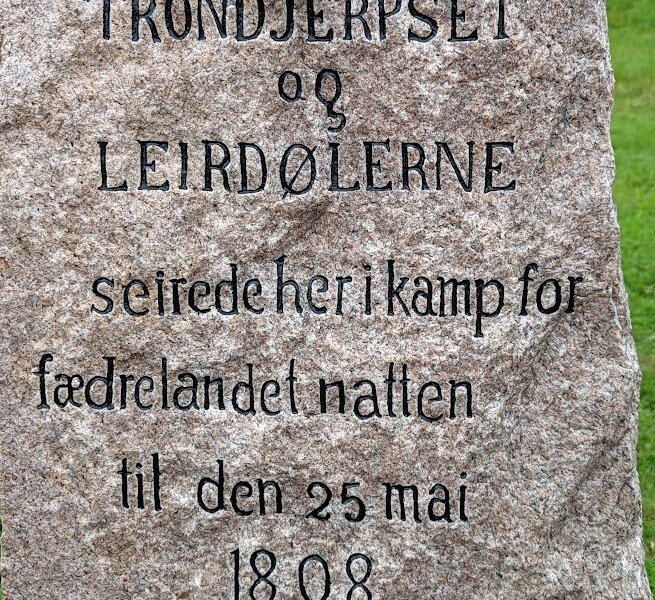 TRONDJERPSET
og
LEIRDØLERNE
seirede her i kamp for
fædrelandet natten
til den 25 mai
1808